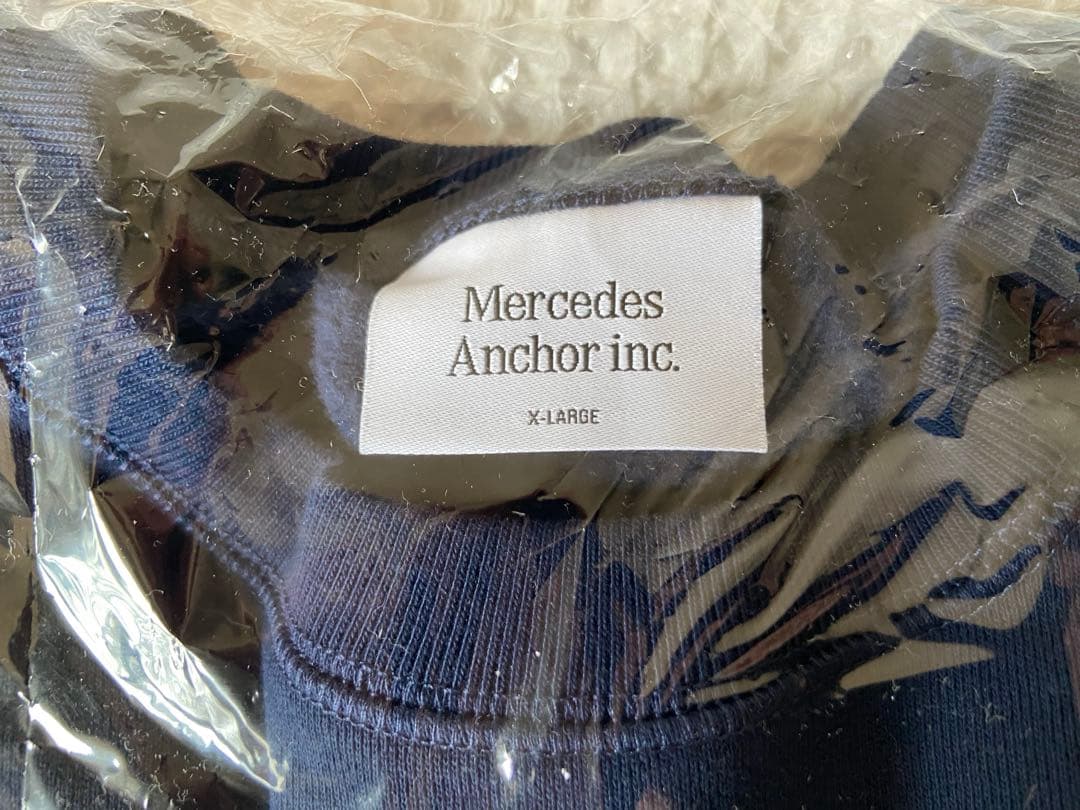 Mercedes
Anchor inc.
X-LARGE